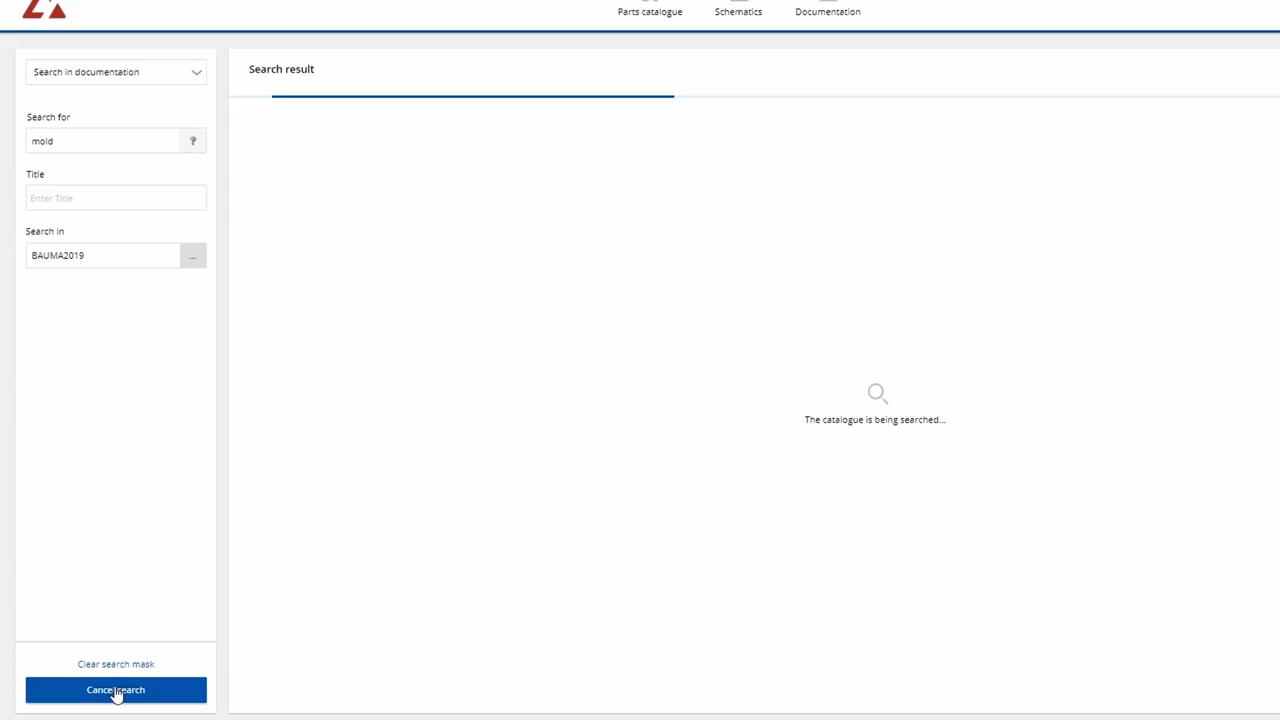 Parts catalogue
Schematics
Documentation
Search in documentation
Search result
Search for
mold
?
Title
Enter Title
Search in
BAUMA2019
...
The catalogue is being searched...
Clear search mask
Cancel search